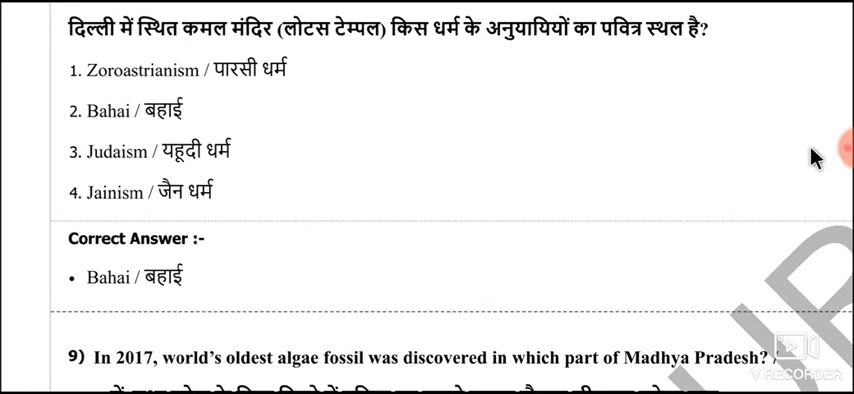 दिल्ली में स्थित कमल मंदिर (लोटस टेम्पल) किस धर्म के अनुयायियों का पवित्र स्थल है?
1. Zoroastrianism / पारसी धर्म
2. Bahai / बहाई
3. Judaism / यहूदी धर्म
4. Jainism / जैन धर्म
Correct Answer :-
• Bahai / बहाई
9) In 2017, world's oldest algae fossil was discovered in which part of Madhya Pradesh? /
V RECORDER